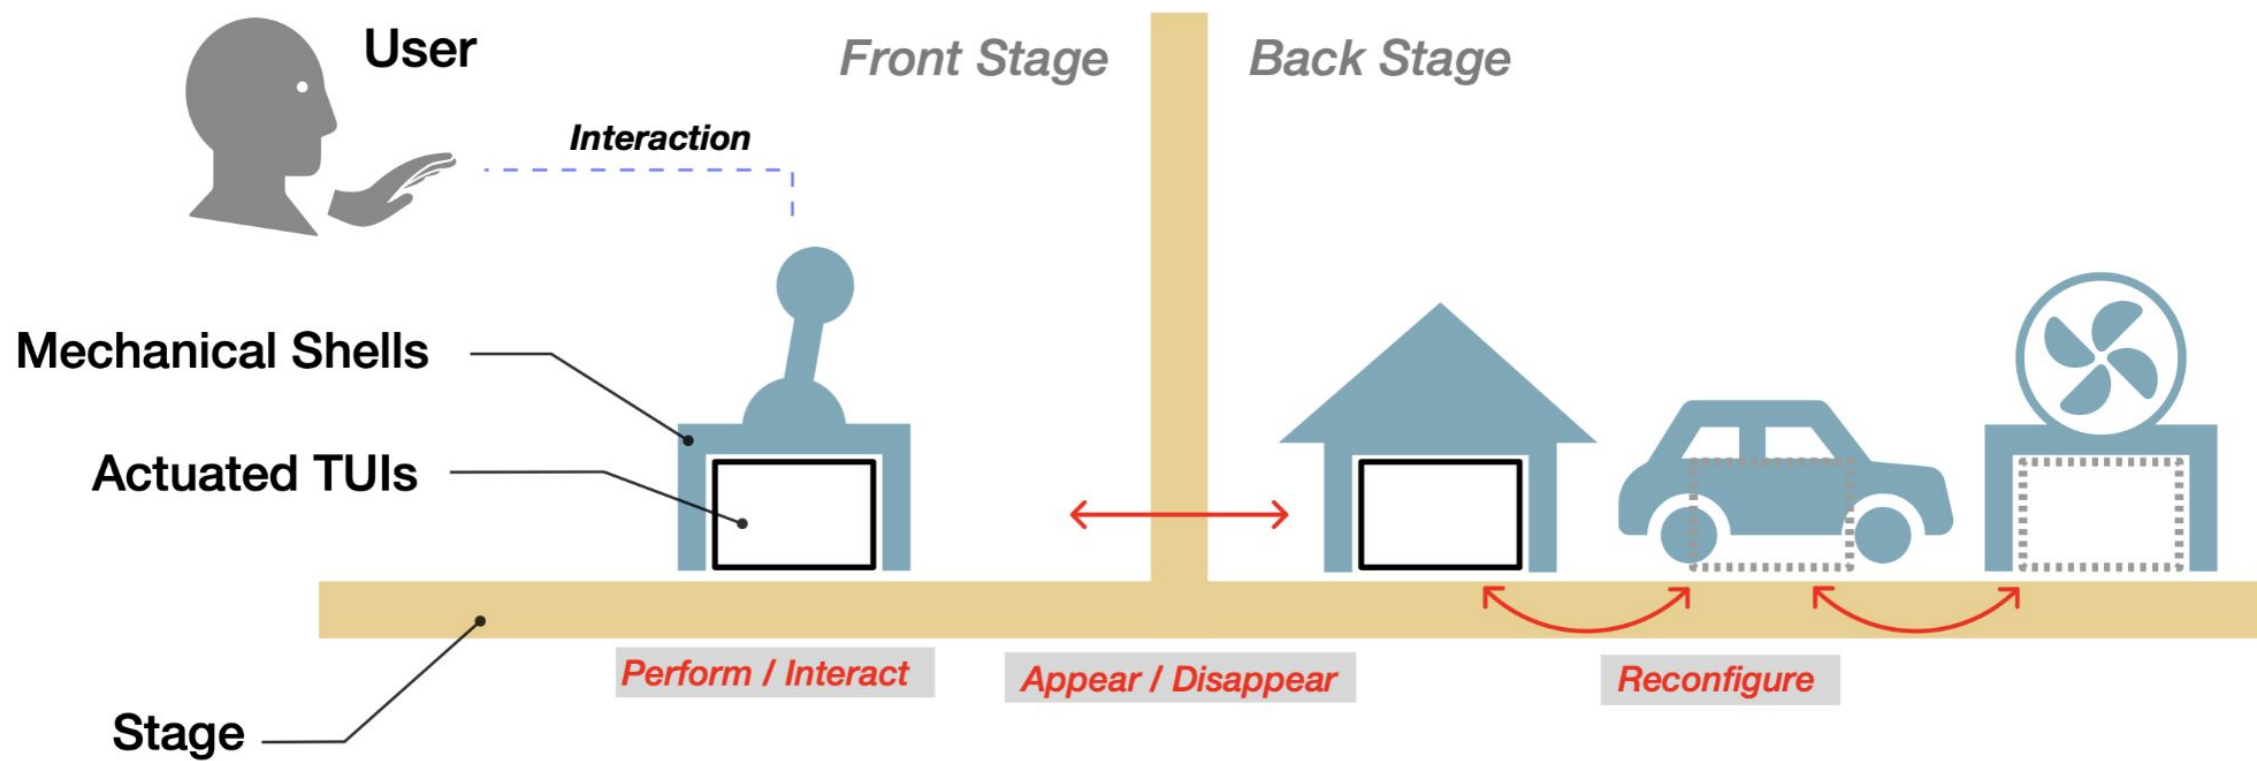 User
Front Stage
Back Stage
Interaction
Mechanical Shells
Actuated TUIs
Perform / Interact
Appear / Disappear
Reconfigure
Stage